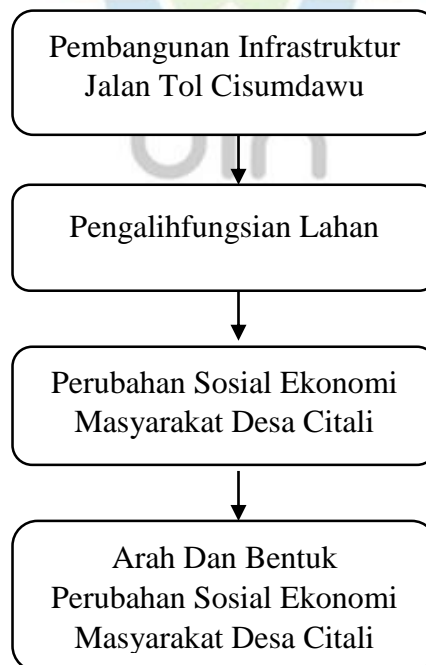 Pembangunan Infrastruktur
Jalan Tol Cisumdawu
uin
Pengalihfungsian Lahan
Perubahan Sosial Ekonomi
Masyarakat Desa Citali
Arah Dan Bentuk
Perubahan Sosial Ekonomi
Masyarakat Desa Citali